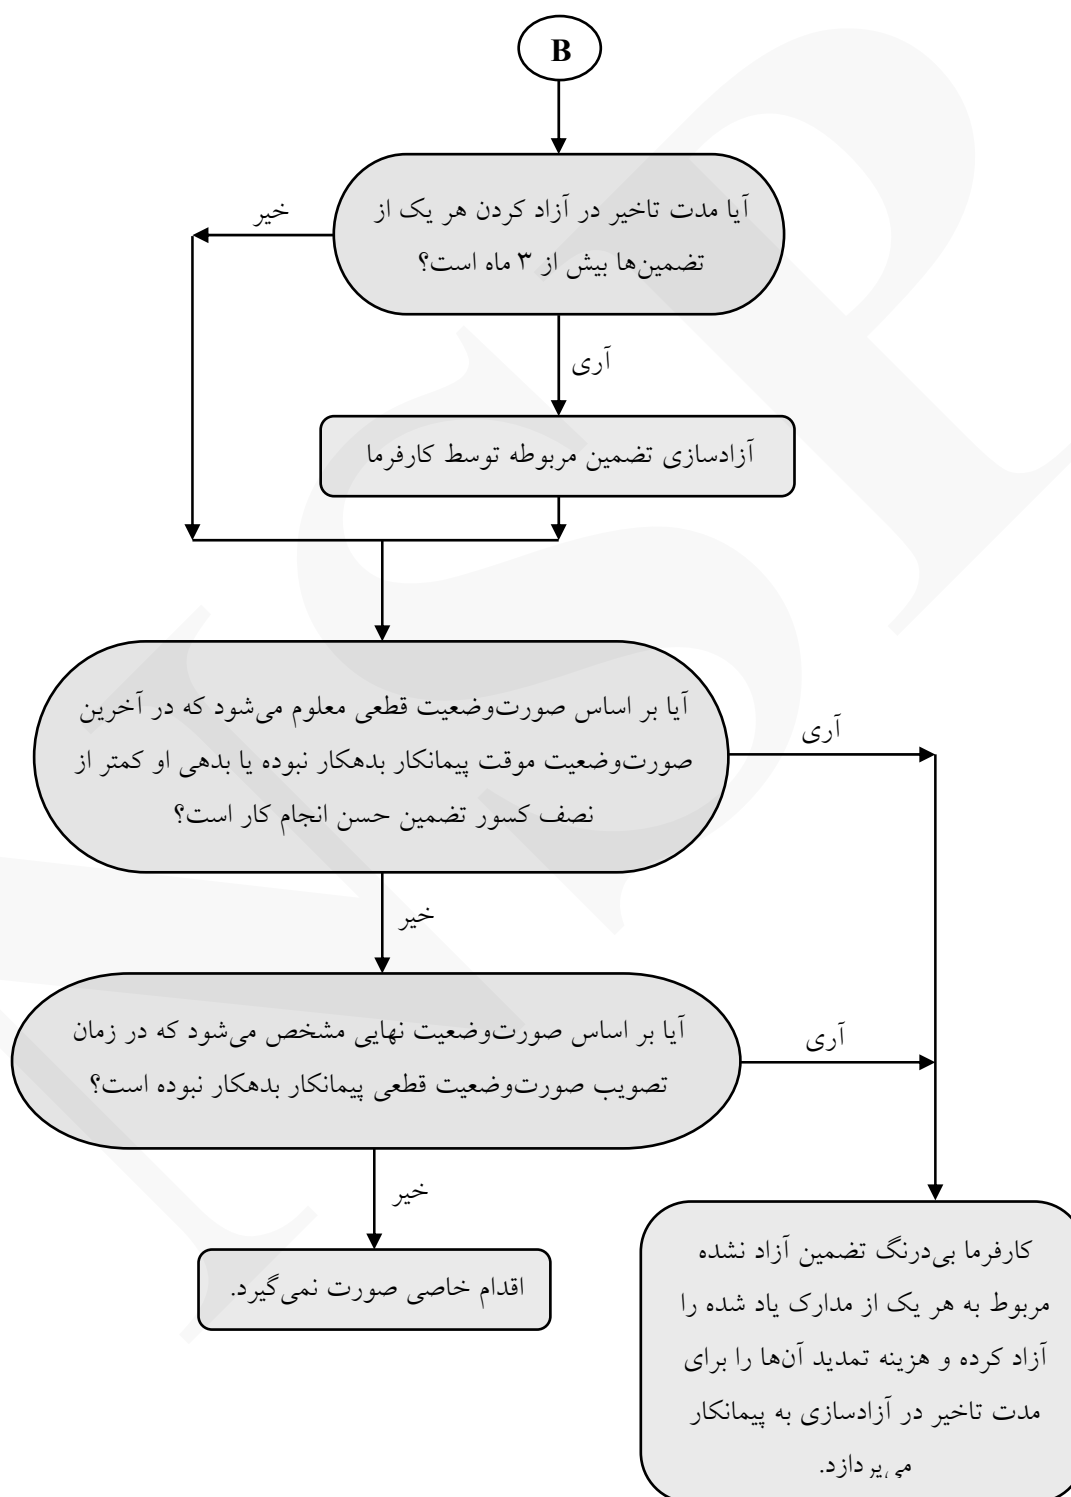 B
آیا مدت تاخیر در آزاد کردن هر یک از
تضمین‌ها بیش از ۳ ماه است؟
خیر
آری
آزادسازی تضمین مربوطه توسط کارفرما
آیا بر اساس صورت‌وضعیت قطعی معلوم می‌شود که در آخرین
صورت‌وضعیت موقت پیمانکار بدهکار نبوده یا بدهی او کمتر از
نصف کسور تضمین حسن انجام کار است؟
آری
خیر
آیا بر اساس صورت‌وضعیت نهایی مشخص می‌شود که در زمان
تصویب صورت‌وضعیت قطعی پیمانکار بدهکار نبوده است؟
آری
خیر
اقدام خاصی صورت نمی‌گیرد.
کارفرما بی‌درنگ تضمین آزاد نشده
مربوط به هر یک از مدارک یاد شده را
آزاد کرده و هزینه تمدید آن‌ها را برای
مدت تاخیر در آزادسازی به پیمانکار
می‌پردازد.